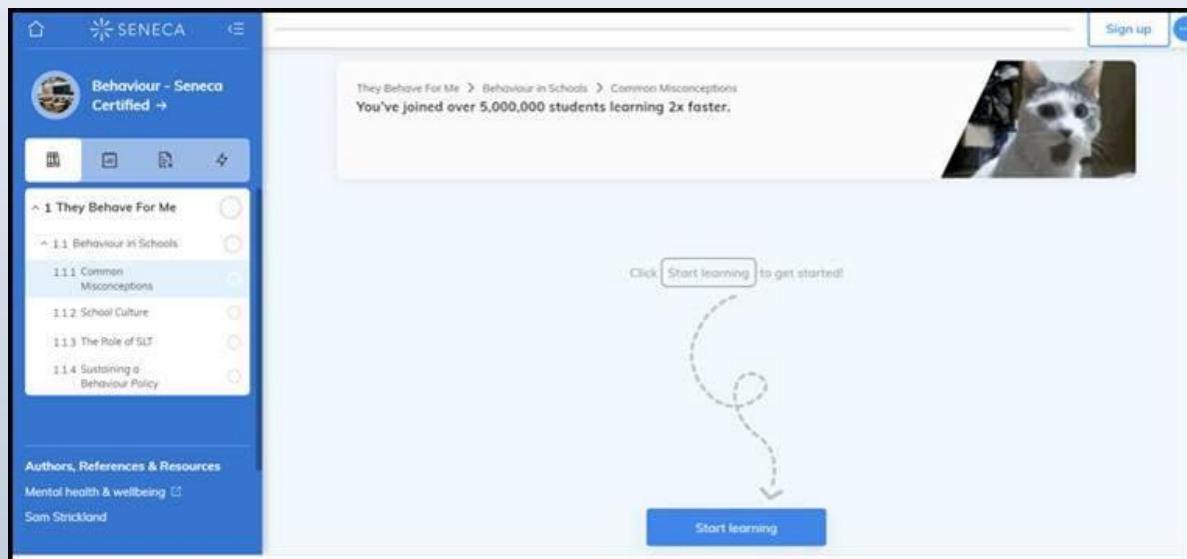 SENECA
Sign up
Behaviour - Seneca
Certified →
1 They Behave For Me
1.1 Behaviour in Schools
1.1.1 Common
Misconceptions
1.1.2 School Culture
1.1.3 The Role of SLT
1.1.4 Sustaining a
Behaviour Policy
Authors, References & Resources
Mental health & wellbeing
Sam Strickland
They Behave For Me > Behaviour in Schools > Common Misconceptions
You've joined over 5,000,000 students learning 2x faster.
Click Start learning to get started!
Start learning